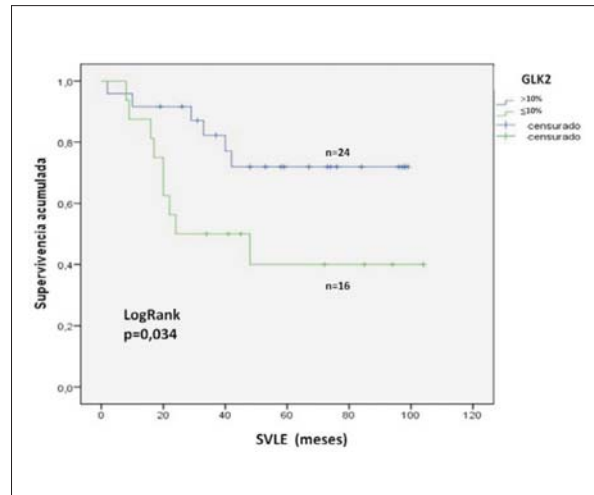 GLK2
>10%
≤10%
-censurado
-censurado
Supervivencia acumulada
1,0
0,8
0,6
0,4
0,2
0,0
n=24
n=16
LogRank
p=0,034
0 20 40 60 80 100 120
SVLE (meses)